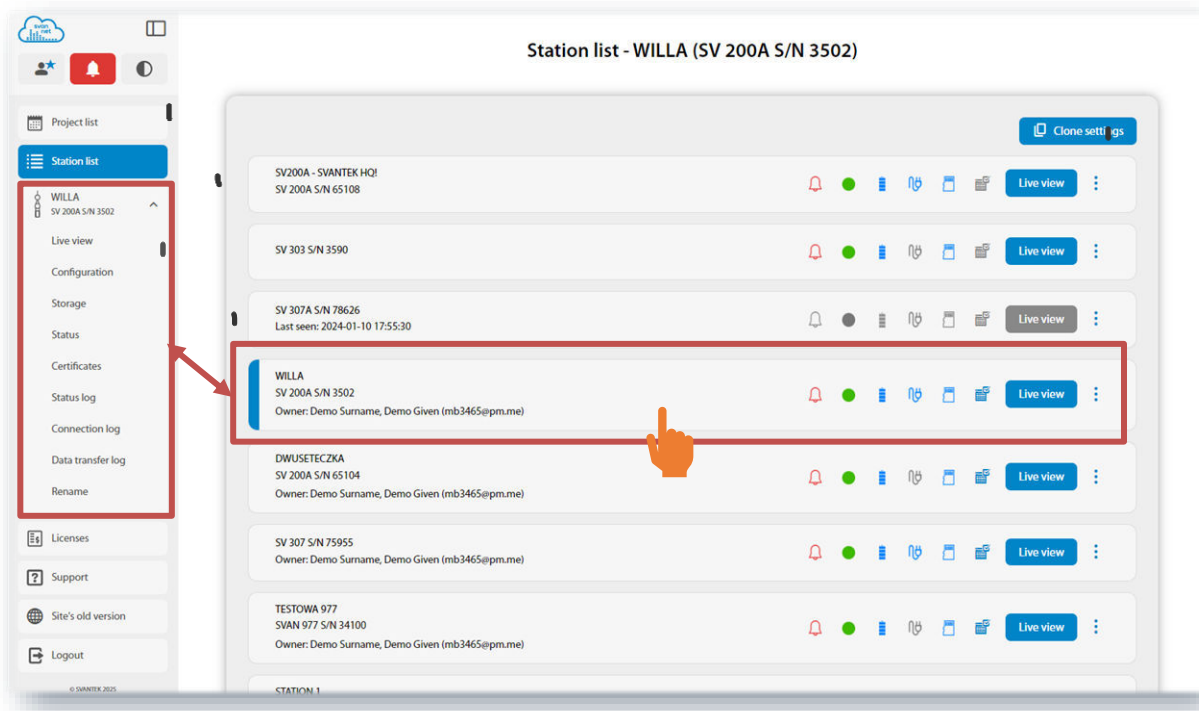 svan
net
Station list - WILLA (SV 200A S/N 3502)
Project list
Station list
WILLA
SV 200A S/N 3502
Live view
Configuration
Storage
Status
Certificates
Status log
Connection log
Data transfer log
Rename
Licenses
Support
Site's old version
Logout
© SVANTEK 2025
Clone settings
SV200A - SVANTEK HQ!
SV 200A S/N 65108
Live view
SV 303 S/N 3590
Live view
SV 307A S/N 78626
Last seen: 2024-01-10 17:55:30
Live view
WILLA
SV 200A S/N 3502
Owner: Demo Surname, Demo Given (mb3465@pm.me)
Live view
DWUSETECZKA
SV 200A S/N 65104
Owner: Demo Surname, Demo Given (mb3465@pm.me)
Live view
SV 307 S/N 75955
Owner: Demo Surname, Demo Given (mb3465@pm.me)
Live view
TESTOWA 977
SVAN 977 S/N 34100
Owner: Demo Surname, Demo Given (mb3465@pm.me)
Live view
STATION 1